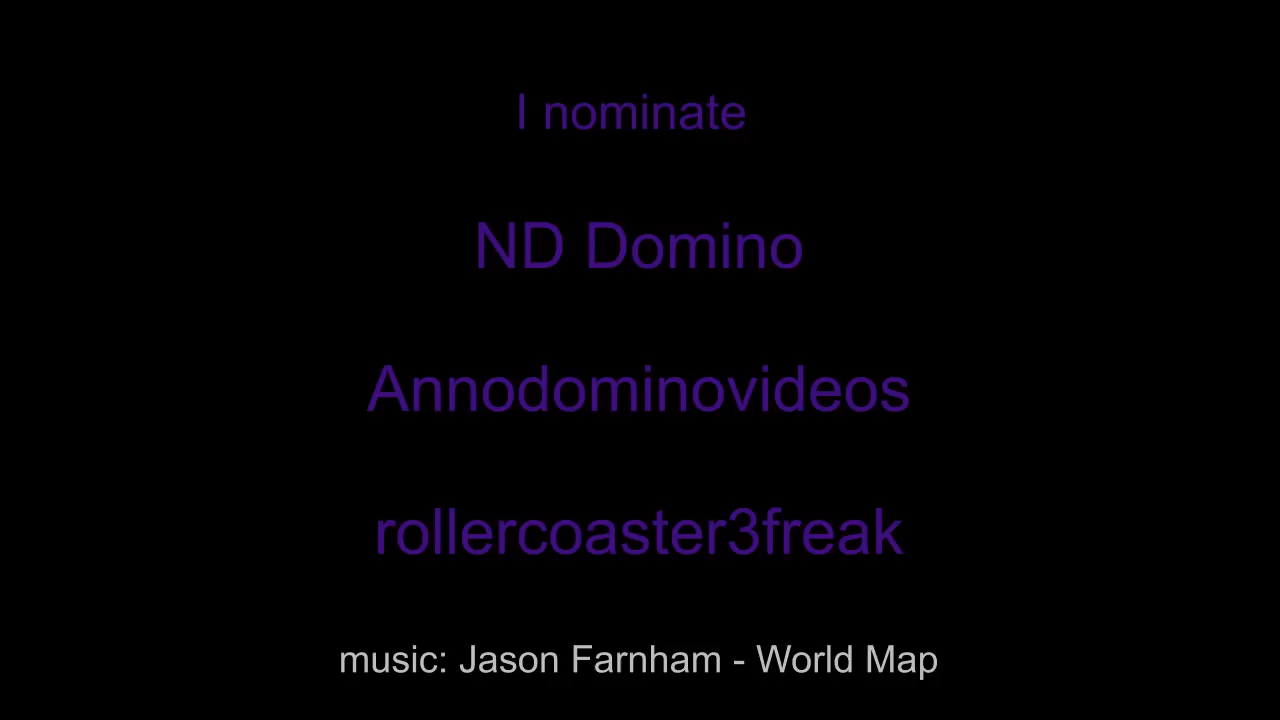 I nominate
ND Domino
Annodominovideos
rollercoaster3freak
music: Jason Farnham - World Map